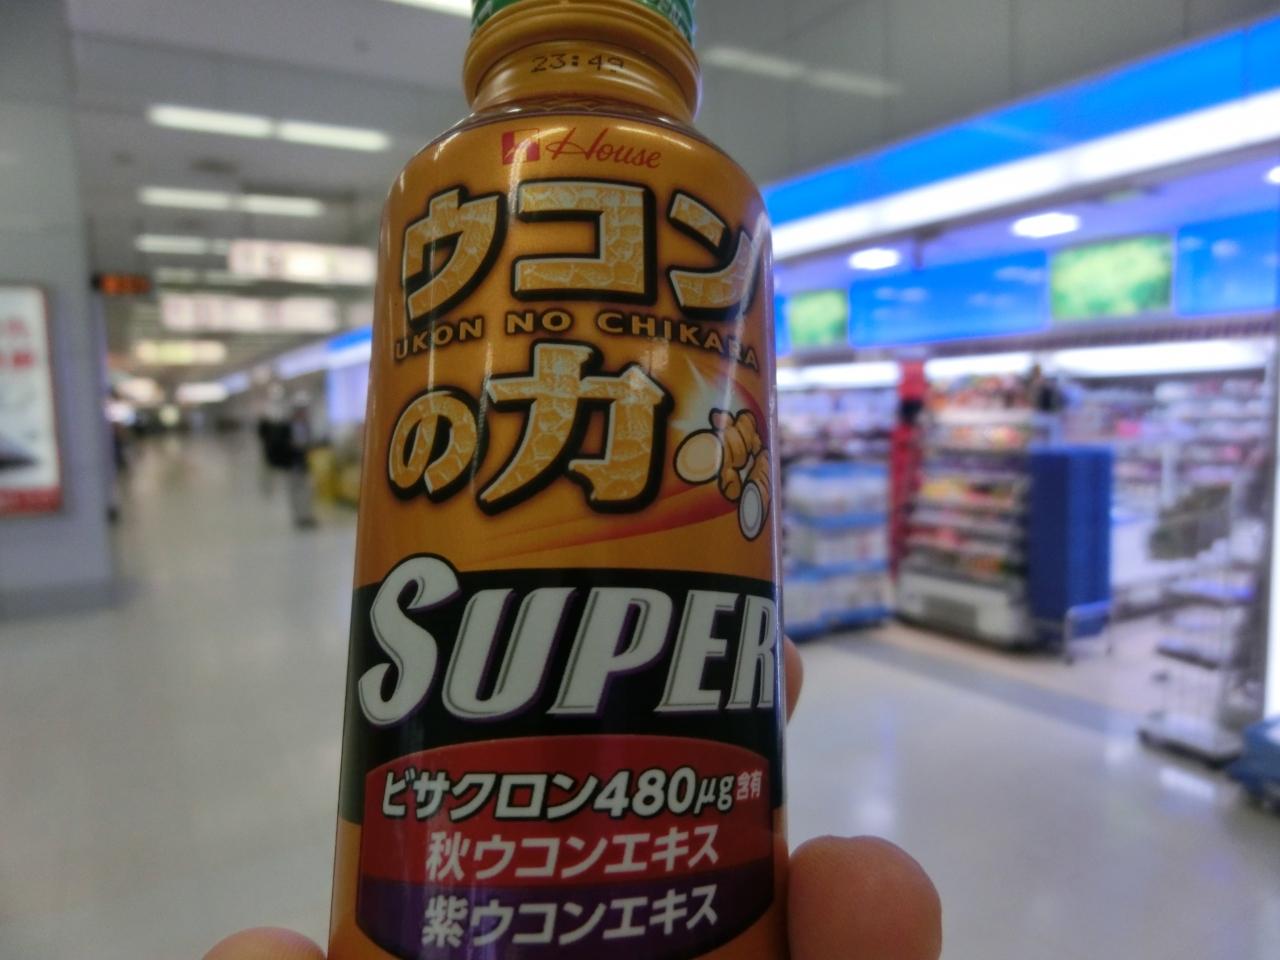 23:49
House
ウコン
UKON NO CHIKARA
の力
SUPER
ビサクロン480μg含有
秋ウコンエキス
紫ウコンエキス